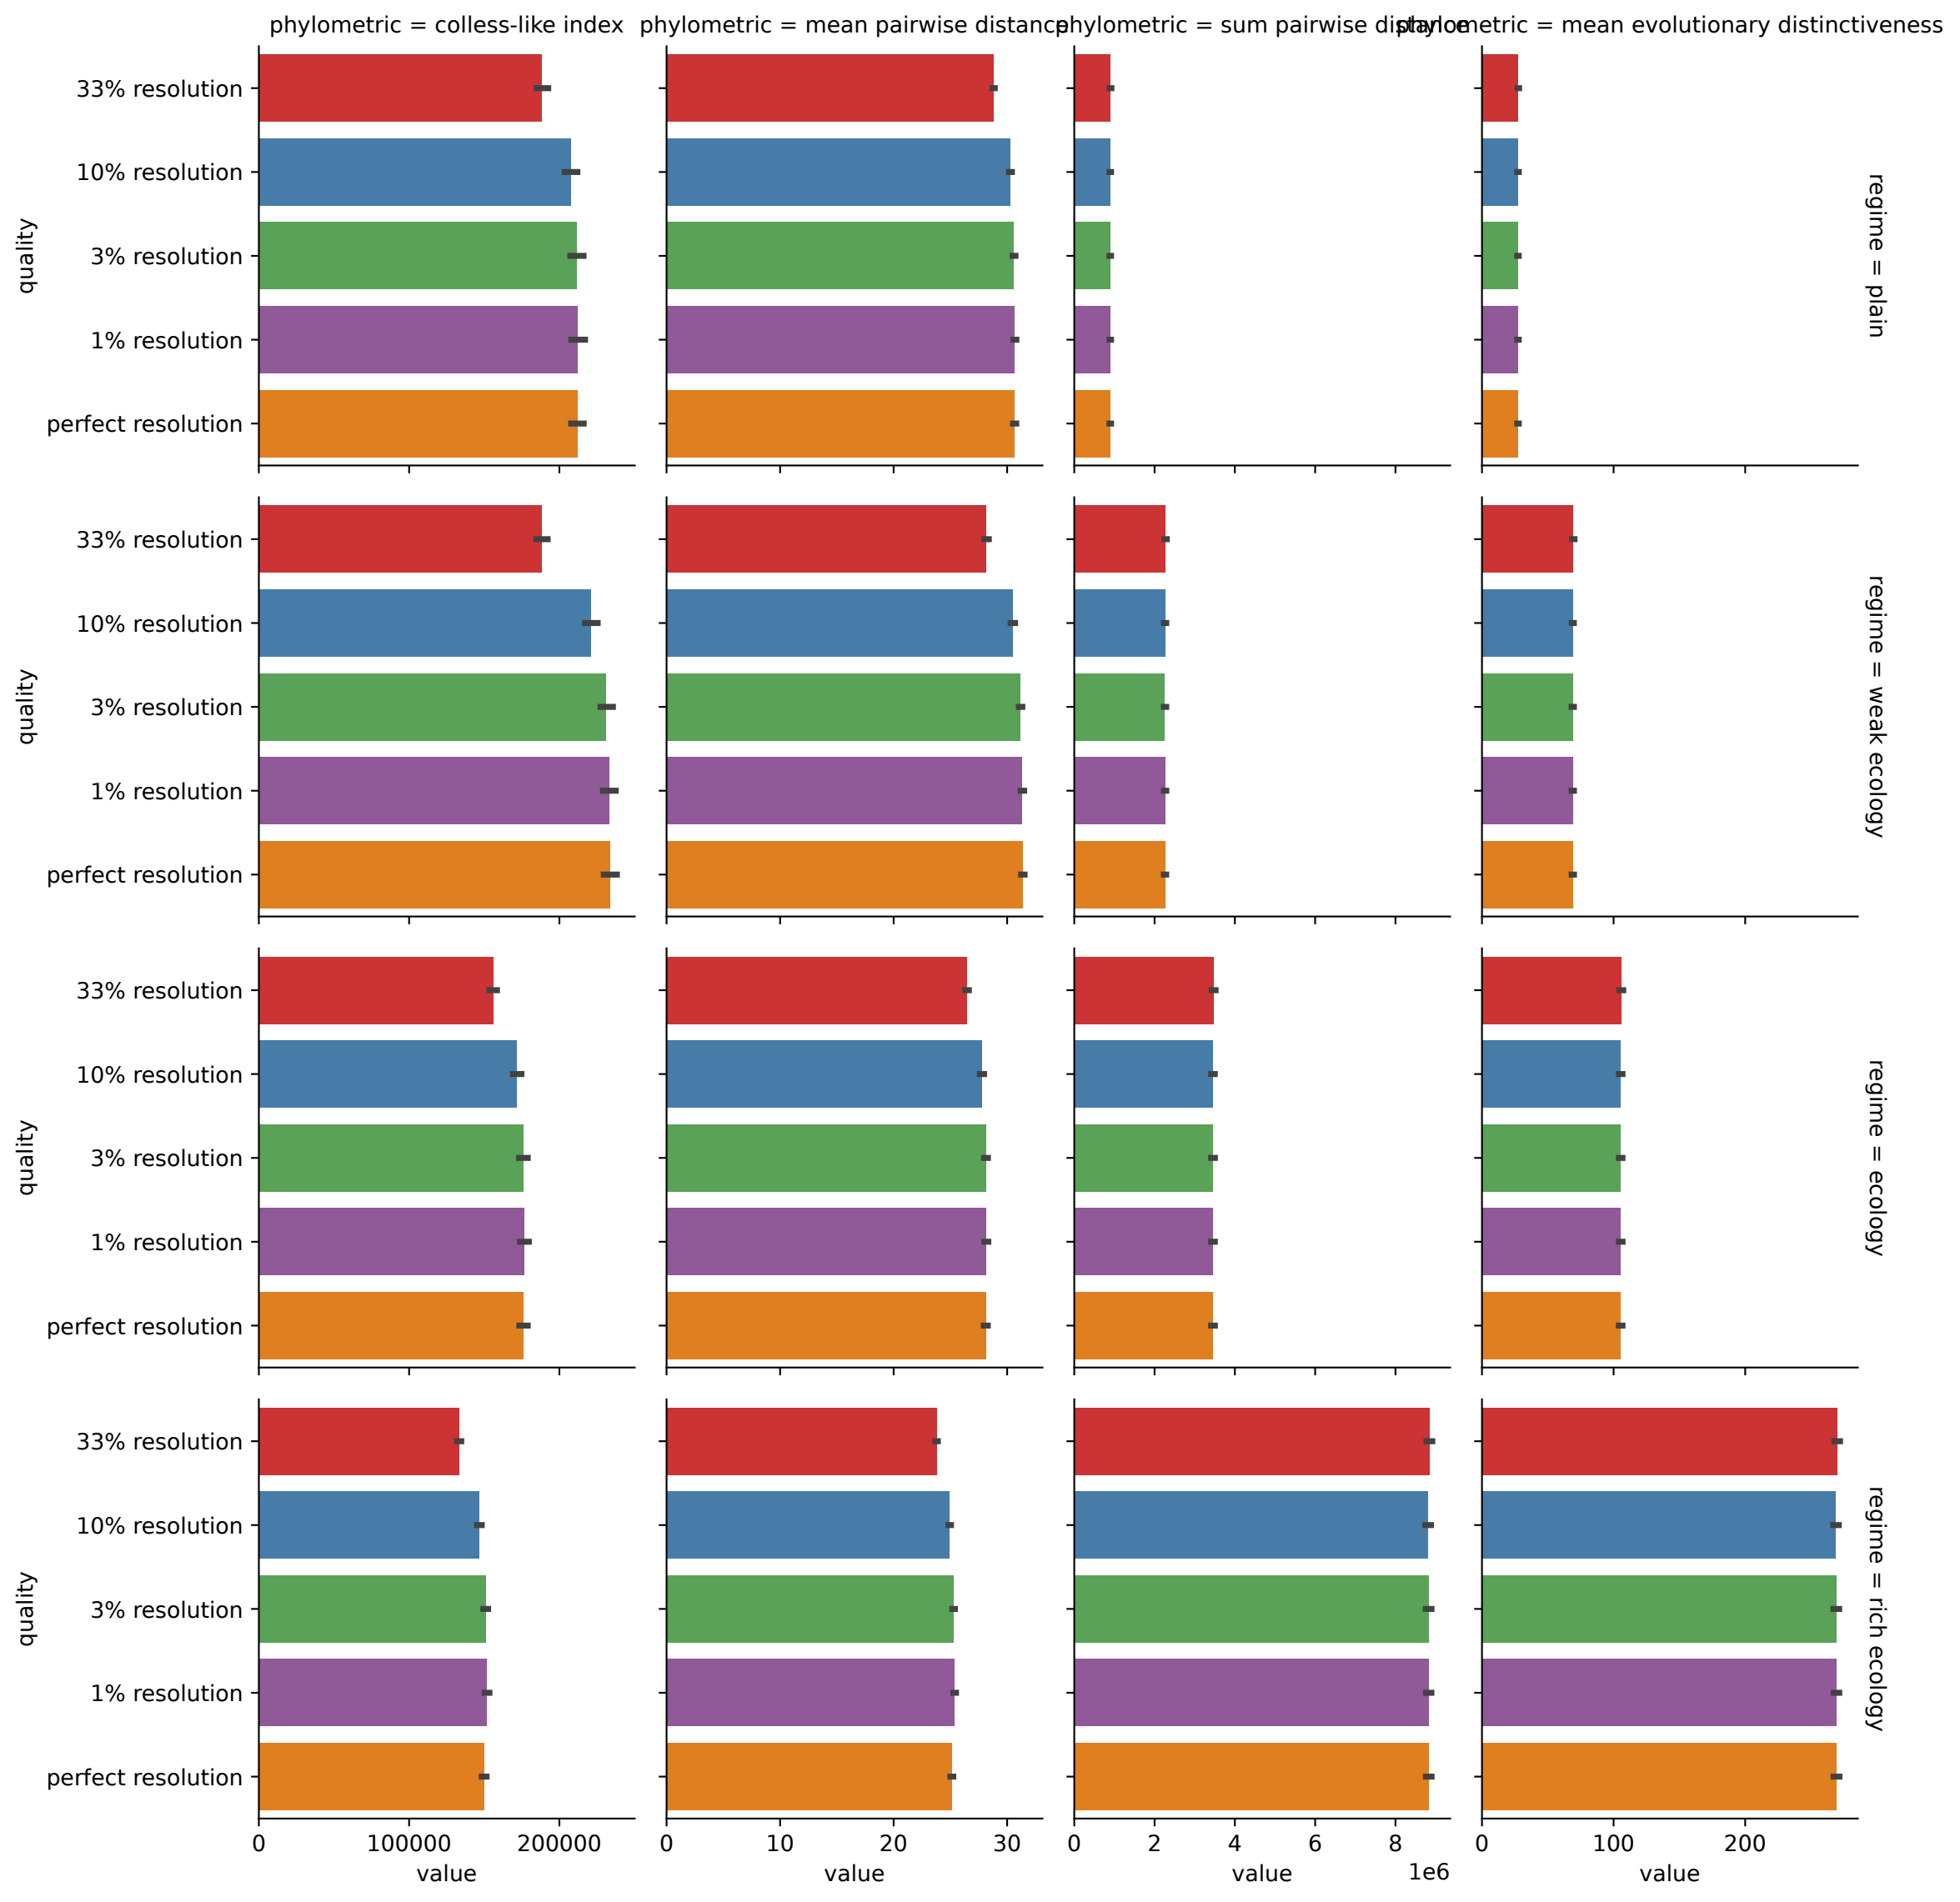 phylometric = colless-like index
phylometric = mean pairwise distance
phylometric = sum pairwise distance
phylometric = mean evolutionary distinctiveness
quality
33% resolution
10% resolution
3% resolution
1% resolution
perfect resolution
regime = plain
quality
33% resolution
10% resolution
3% resolution
1% resolution
perfect resolution
regime = weak ecology
quality
33% resolution
10% resolution
3% resolution
1% resolution
perfect resolution
regime = ecology
quality
33% resolution
10% resolution
3% resolution
1% resolution
perfect resolution
regime = rich ecology
0 100000 200000
value
0 10 20 30
value
0 2 4 6 8
1e6
value
0 100 200
value